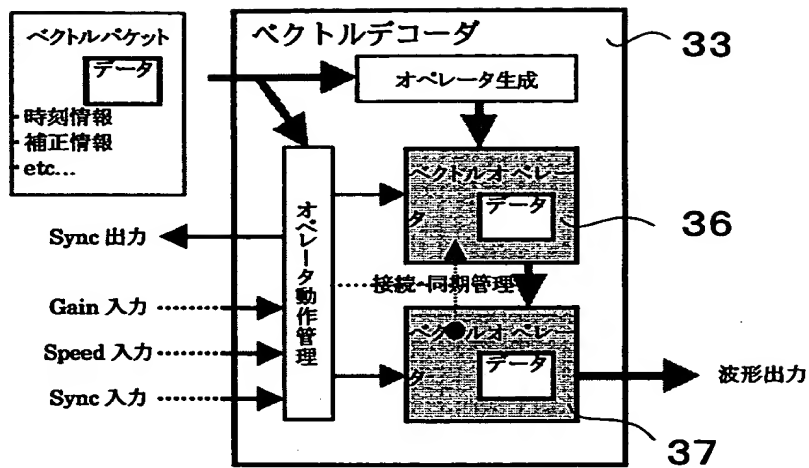 ベクトルパケット
データ
・時刻情報
・補正情報
・etc...
ベクトルデコーダ
33
オペレータ生成
オペレータ動作管理
ベクトルオペレー
タ
データ
36
Sync 出力
接続・同期管理
Gain 入力
Speed 入力
Sync 入力
ベクトルオペレー
タ
データ
波形出力
37